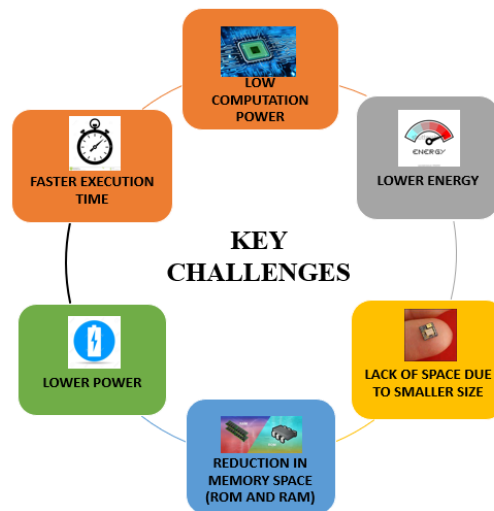 LOW
COMPUTATION
POWER
ENERGY
LOWER ENERGY
LACK OF SPACE DUE
TO SMALLER SIZE
REDUCTION IN
MEMORY SPACE
(ROM AND RAM)
LOWER POWER
FASTER EXECUTION
TIME
KEY
CHALLENGES